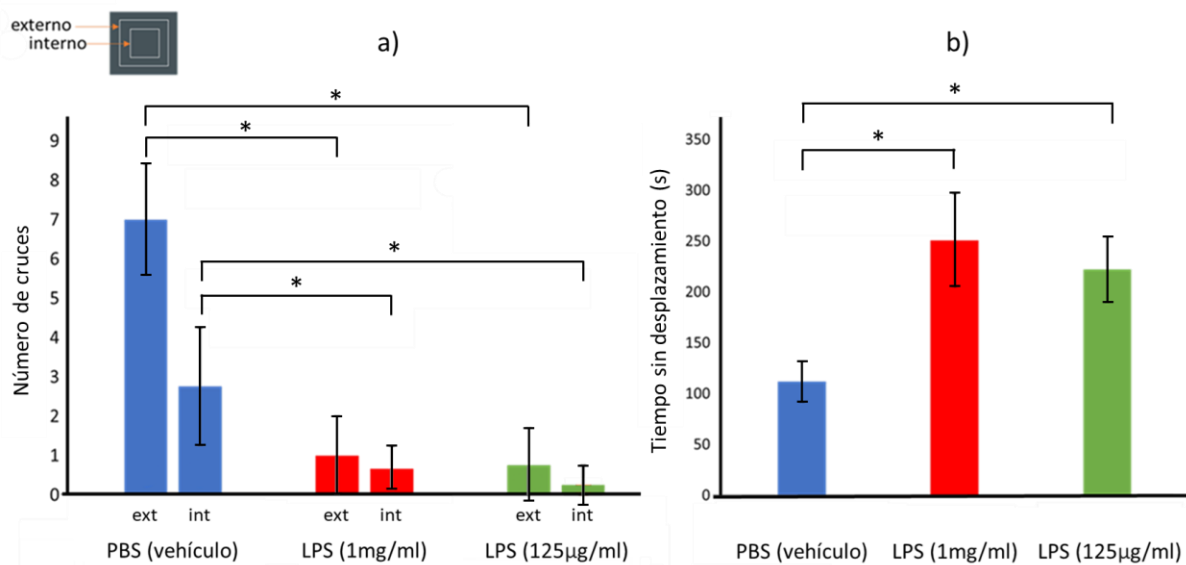 externo
interno
a)
b)
*
*
*
*
Número de cruces
9
8
7
6
5
4
3
2
1
0
ext int ext int ext int
PBS (vehículo) LPS (1mg/ml) LPS (125µg/ml)
*
*
Tiempo sin desplazamiento (s)
350
300
250
200
150
100
50
0
PBS (vehículo) LPS (1mg/ml) LPS (125µg/ml)